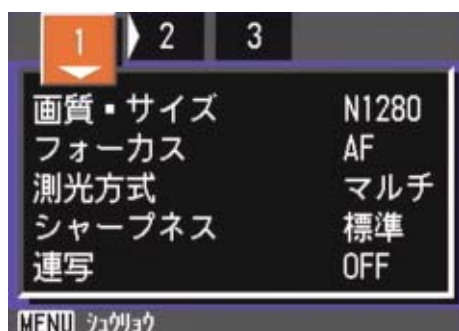 1 2 3
画質・サイズ N1280
フォーカス AF
測光方式 マルチ
シャープネス 標準
連写 OFF
MENU シュウリョウ